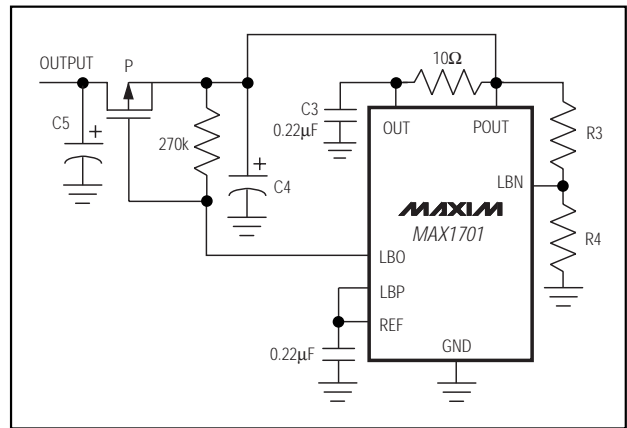 OUTPUT
P
10Ω
C3
0.22μF
OUT
POUT
R3
C5
+
270k
+
C4
LBN
MAXIM
MAX1701
R4
LBO
LBP
REF
0.22μF
GND